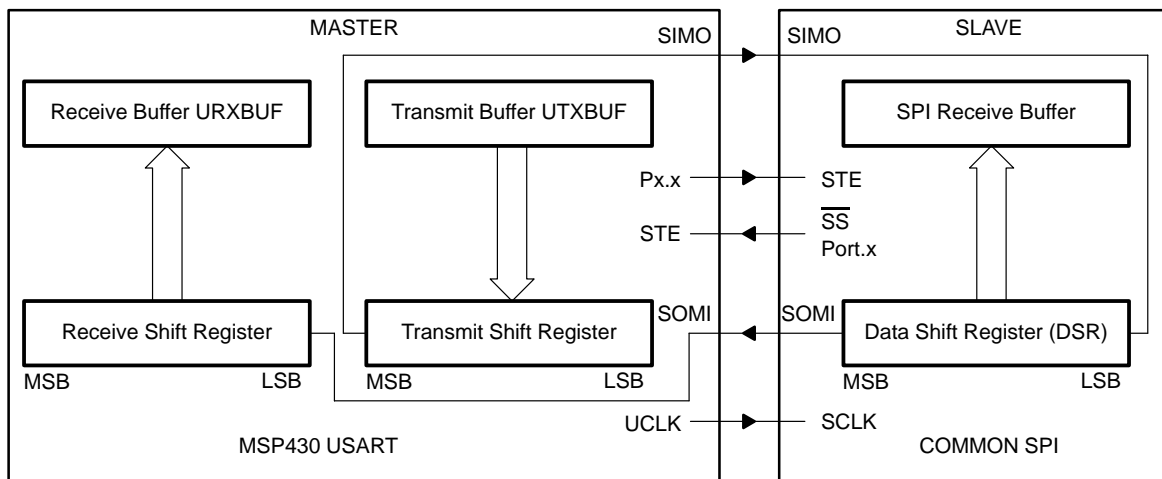 MASTER
SIMO
Receive Buffer URXBUF
Transmit Buffer UTXBUF
Px.x
STE
SOMI
Receive Shift Register
Transmit Shift Register
MSB
LSB
MSB
LSB
UCLK
MSP430 USART
SIMO
SLAVE
SPI Receive Buffer
STE
S̅S̅
Port.x
SOMI
Data Shift Register (DSR)
MSB
LSB
SCLK
COMMON SPI